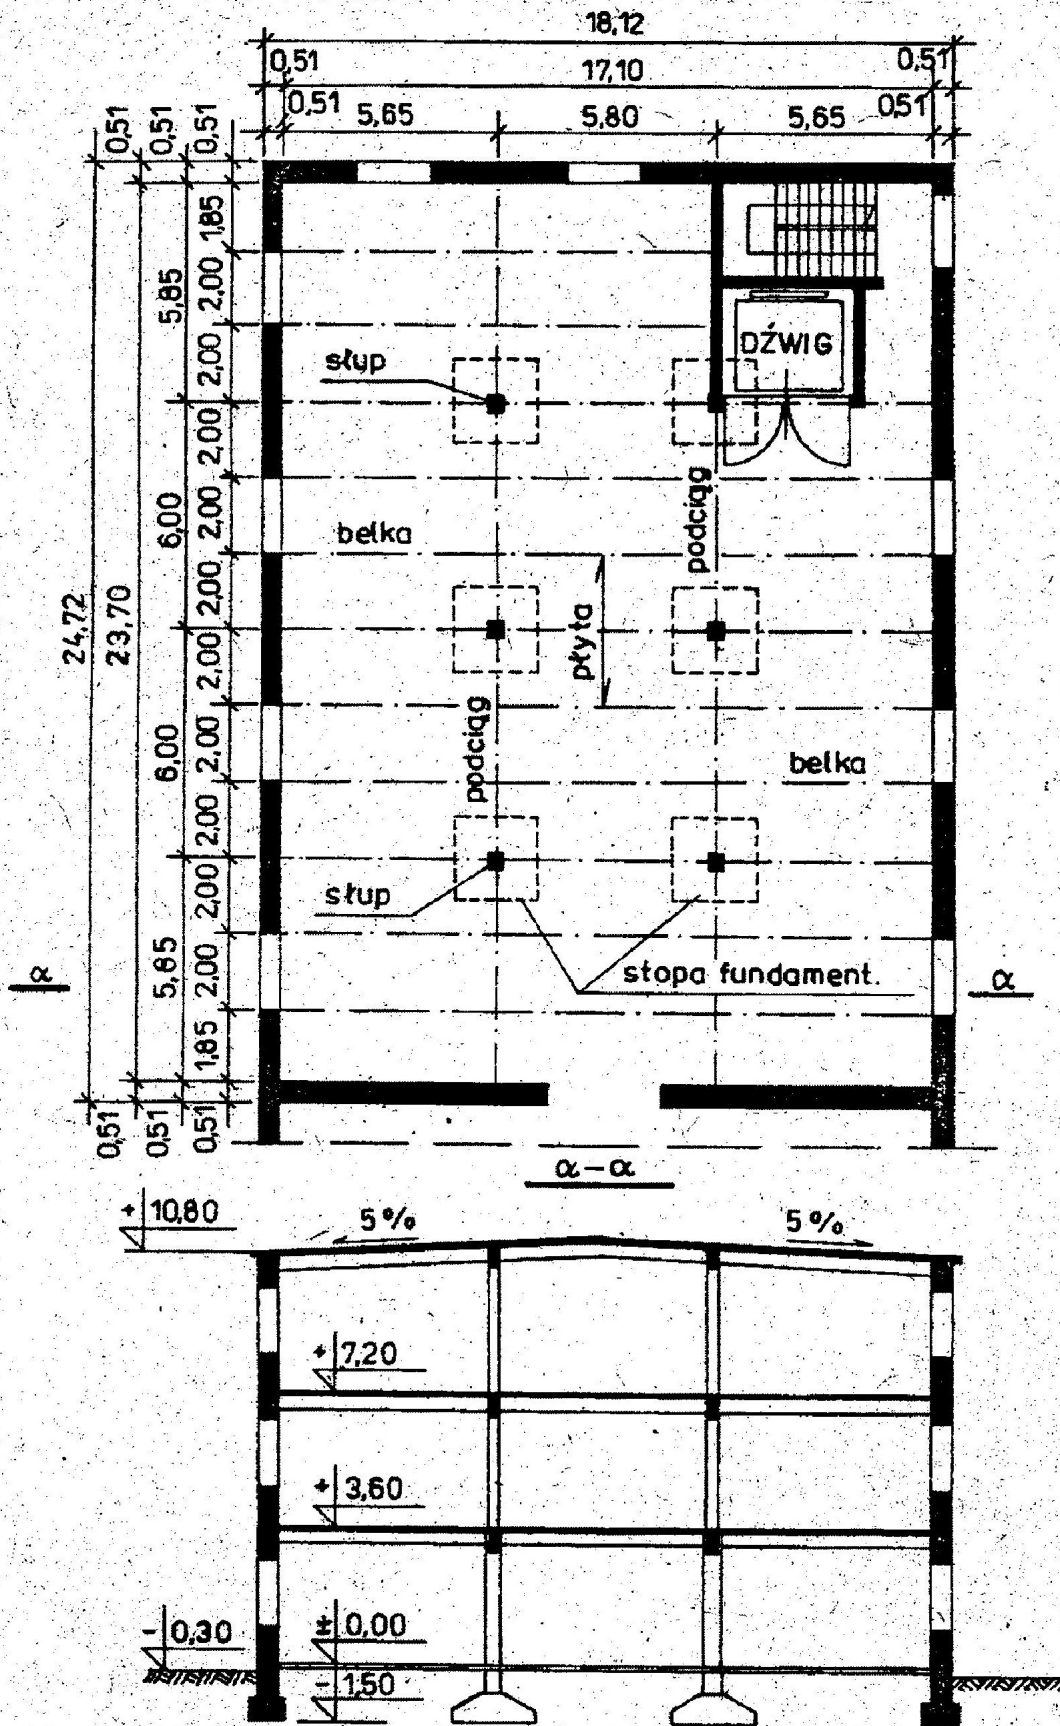 18,12
0,51 17,10 0,51
0,51 5,65 5,80 5,65 0,51
0,51 0,51 0,51
1,85
2,00
5,85
2,00
2,00
2,00
6,00
2,00
2,00
24,72
23,70
2,00
6,00
2,00
2,00
2,00
5,85
2,00
1,85
0,51 0,51 0,51
DŹWIG
słup
podciąg
belka
płyta
podciąg
belka
słup
stopa fundament.
α α
α-α
+ 10,80
5% 5%
+ 7,20
+ 3,60
- 0,30
± 0,00
- 1,50